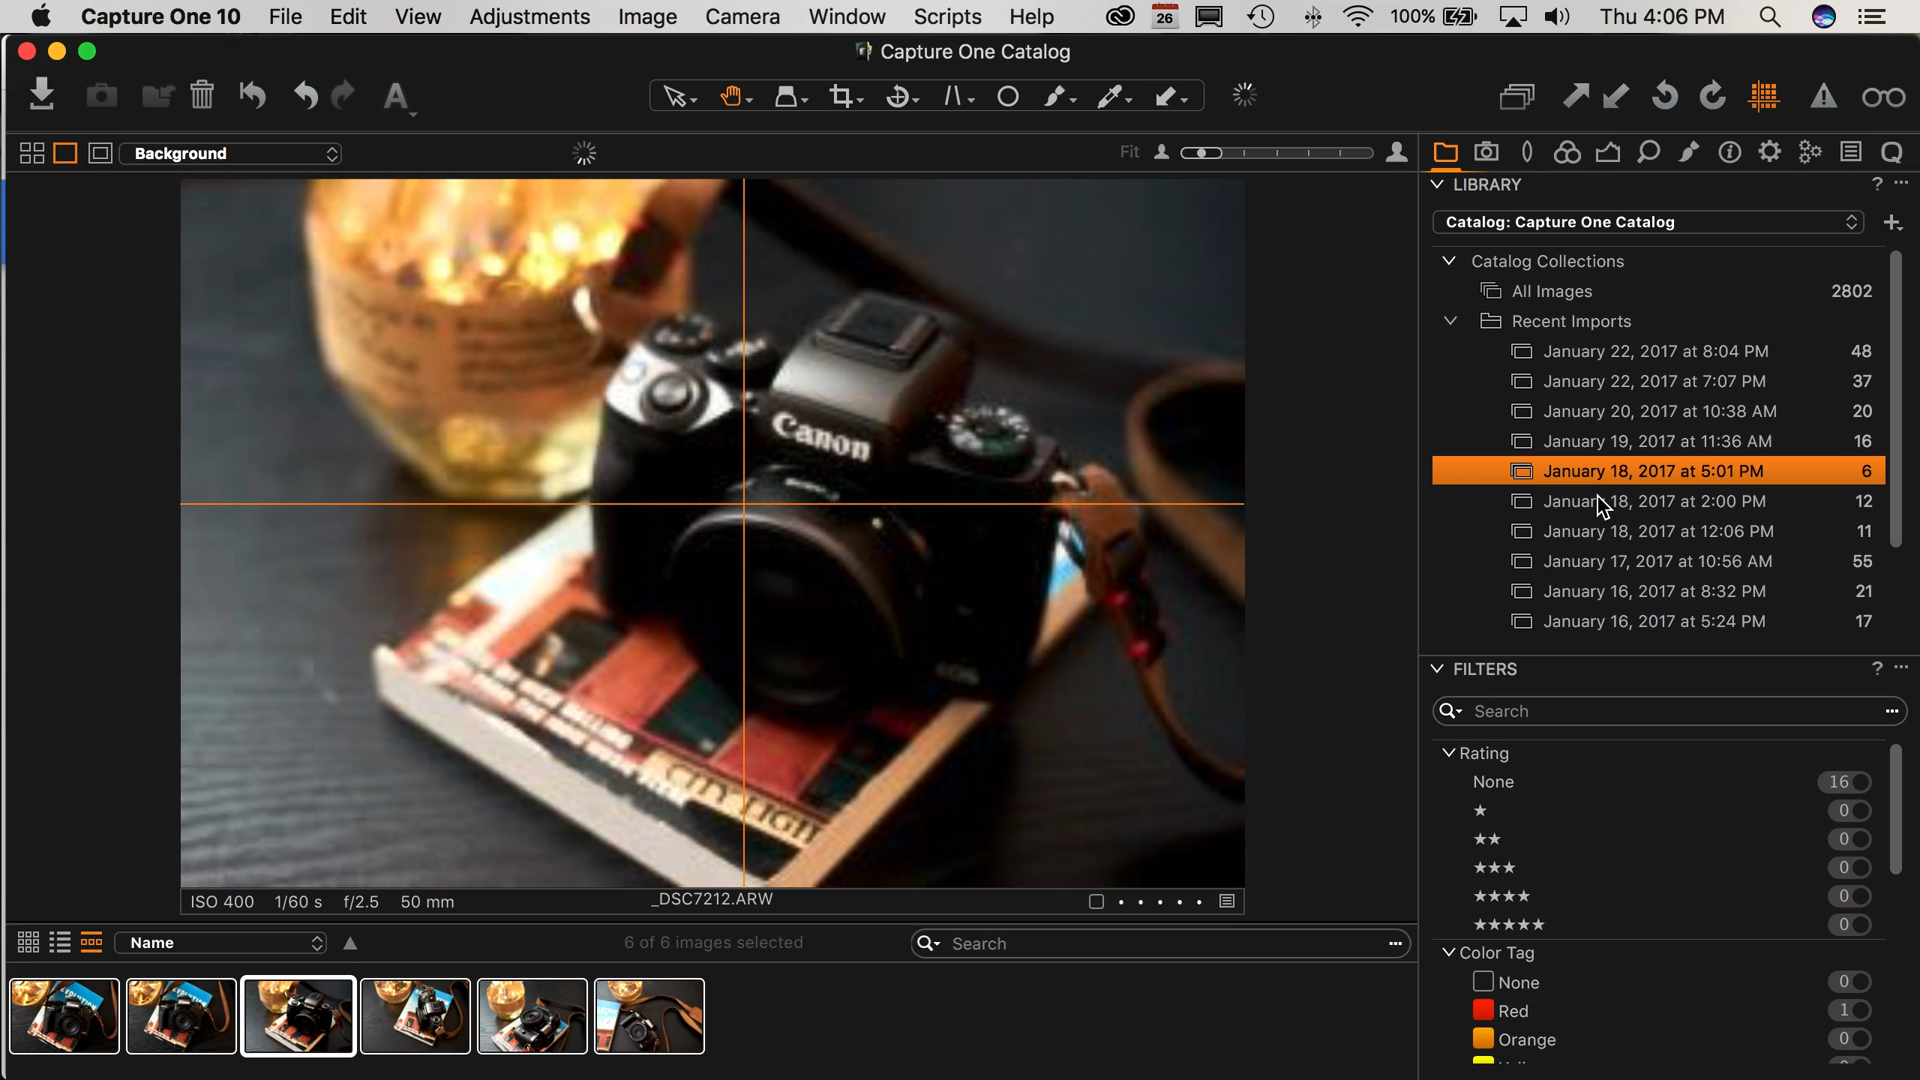 Capture One 10 File Edit View Adjustments Image Camera Window Scripts Help 26 100% Thu 4:06 PM
Capture One Catalog
A
Background
Fit
LIBRARY ?
Catalog: Capture One Catalog
Catalog Collections
All Images 2802
Recent Imports
January 22, 2017 at 8:04 PM 48
January 22, 2017 at 7:07 PM 37
January 20, 2017 at 10:38 AM 20
January 19, 2017 at 11:36 AM 16
January 18, 2017 at 5:01 PM 6
January 18, 2017 at 2:00 PM 12
January 18, 2017 at 12:06 PM 11
January 17, 2017 at 10:56 AM 55
January 16, 2017 at 8:32 PM 21
January 16, 2017 at 5:24 PM 17
Canon
CITY LIGH
ISO 400 1/60 s f/2.5 50 mm _DSC7212.ARW
FILTERS ?
Search
Rating
None 16
★ 0
★★ 0
★★★ 0
★★★★ 0
★★★★★ 0
Color Tag
None 0
Red 1
Orange 0
Name 6 of 6 images selected Search